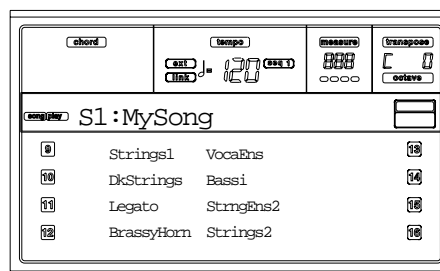 chord tempo measure transpose
ext link ♩= 120 seq 1 888 C 0
octave
song play S1:MySong
9 Strings1 VocaEns 13
10 DkStrings Bassi 14
11 Legato StrngEns2 15
12 BrassyHorn Strings2 16